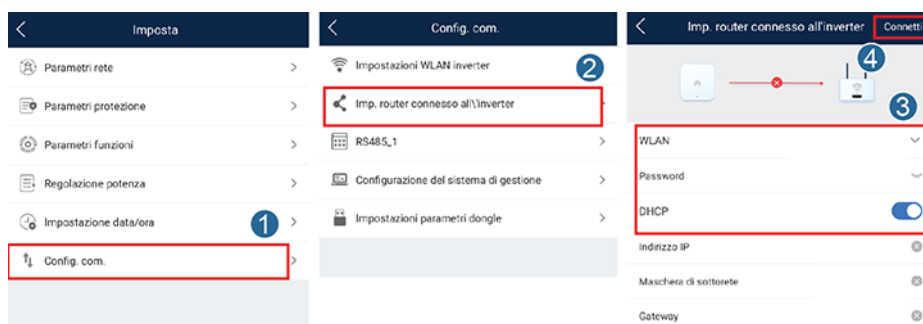 Imposta
Parametri rete
Parametri protezione
Parametri funzioni
Regolazione potenza
Impostazione data/ora
1
Config. com.
Config. com.
Impostazioni WLAN inverter
2
Imp. router connesso all\'inverter
RS485_1
Configurazione del sistema di gestione
Impostazioni parametri dongle
Imp. router connesso all'inverter
Connetti
4
3
WLAN
Password
DHCP
Indirizzo IP
Maschera di sottorete
Gateway